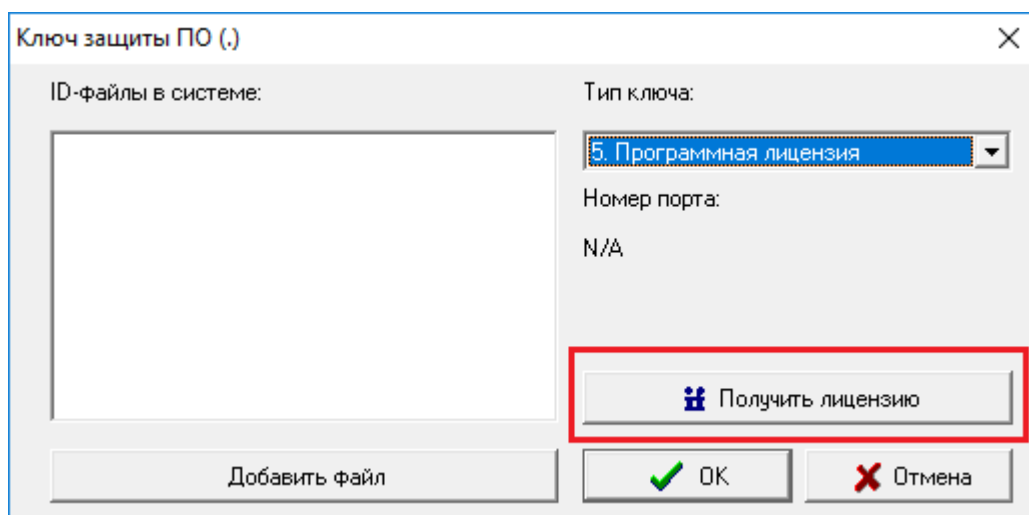 Ключ защиты ПО (.)
ID-файлы в системе:
Тип ключа:
5. Программная лицензия
Номер порта:
N/A
Получить лицензию
Добавить файл
OK
Отмена